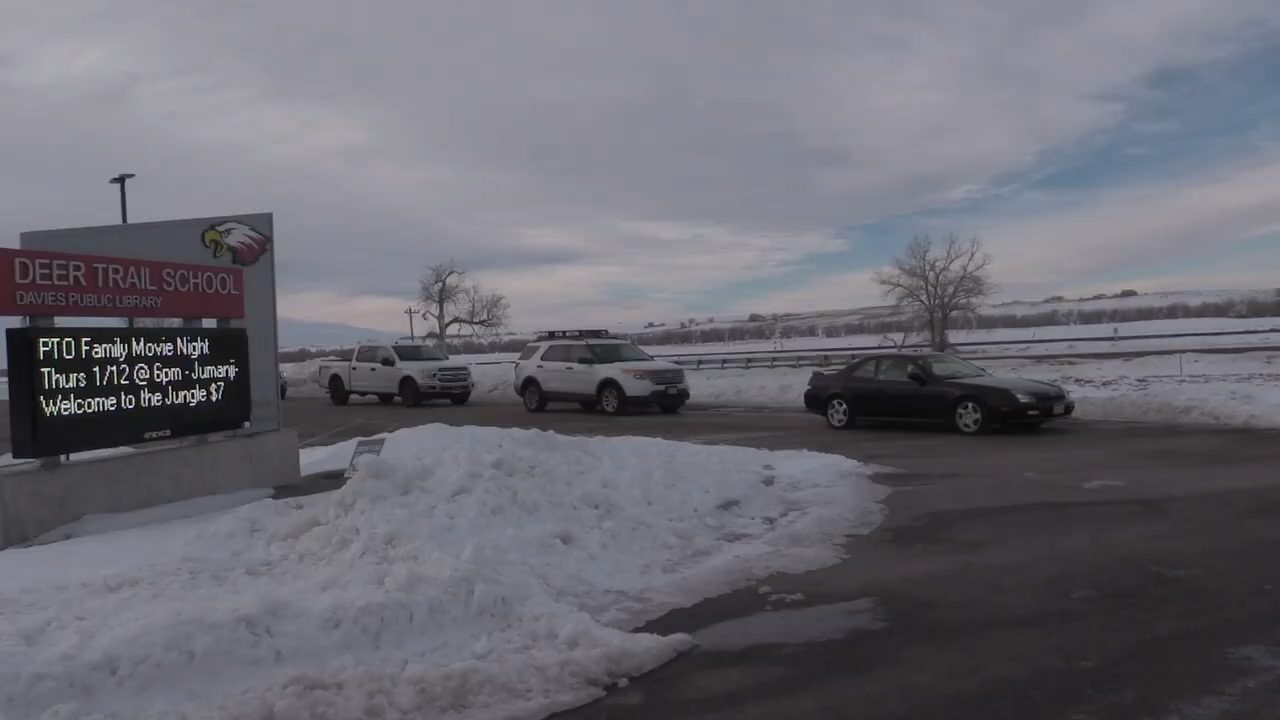 DEER TRAIL SCHOOL
DAVIES PUBLIC LIBRARY
PTO Family Movie Night
Thurs 1/12 @ 6pm - Jumanji-
Welcome to the Jungle $7